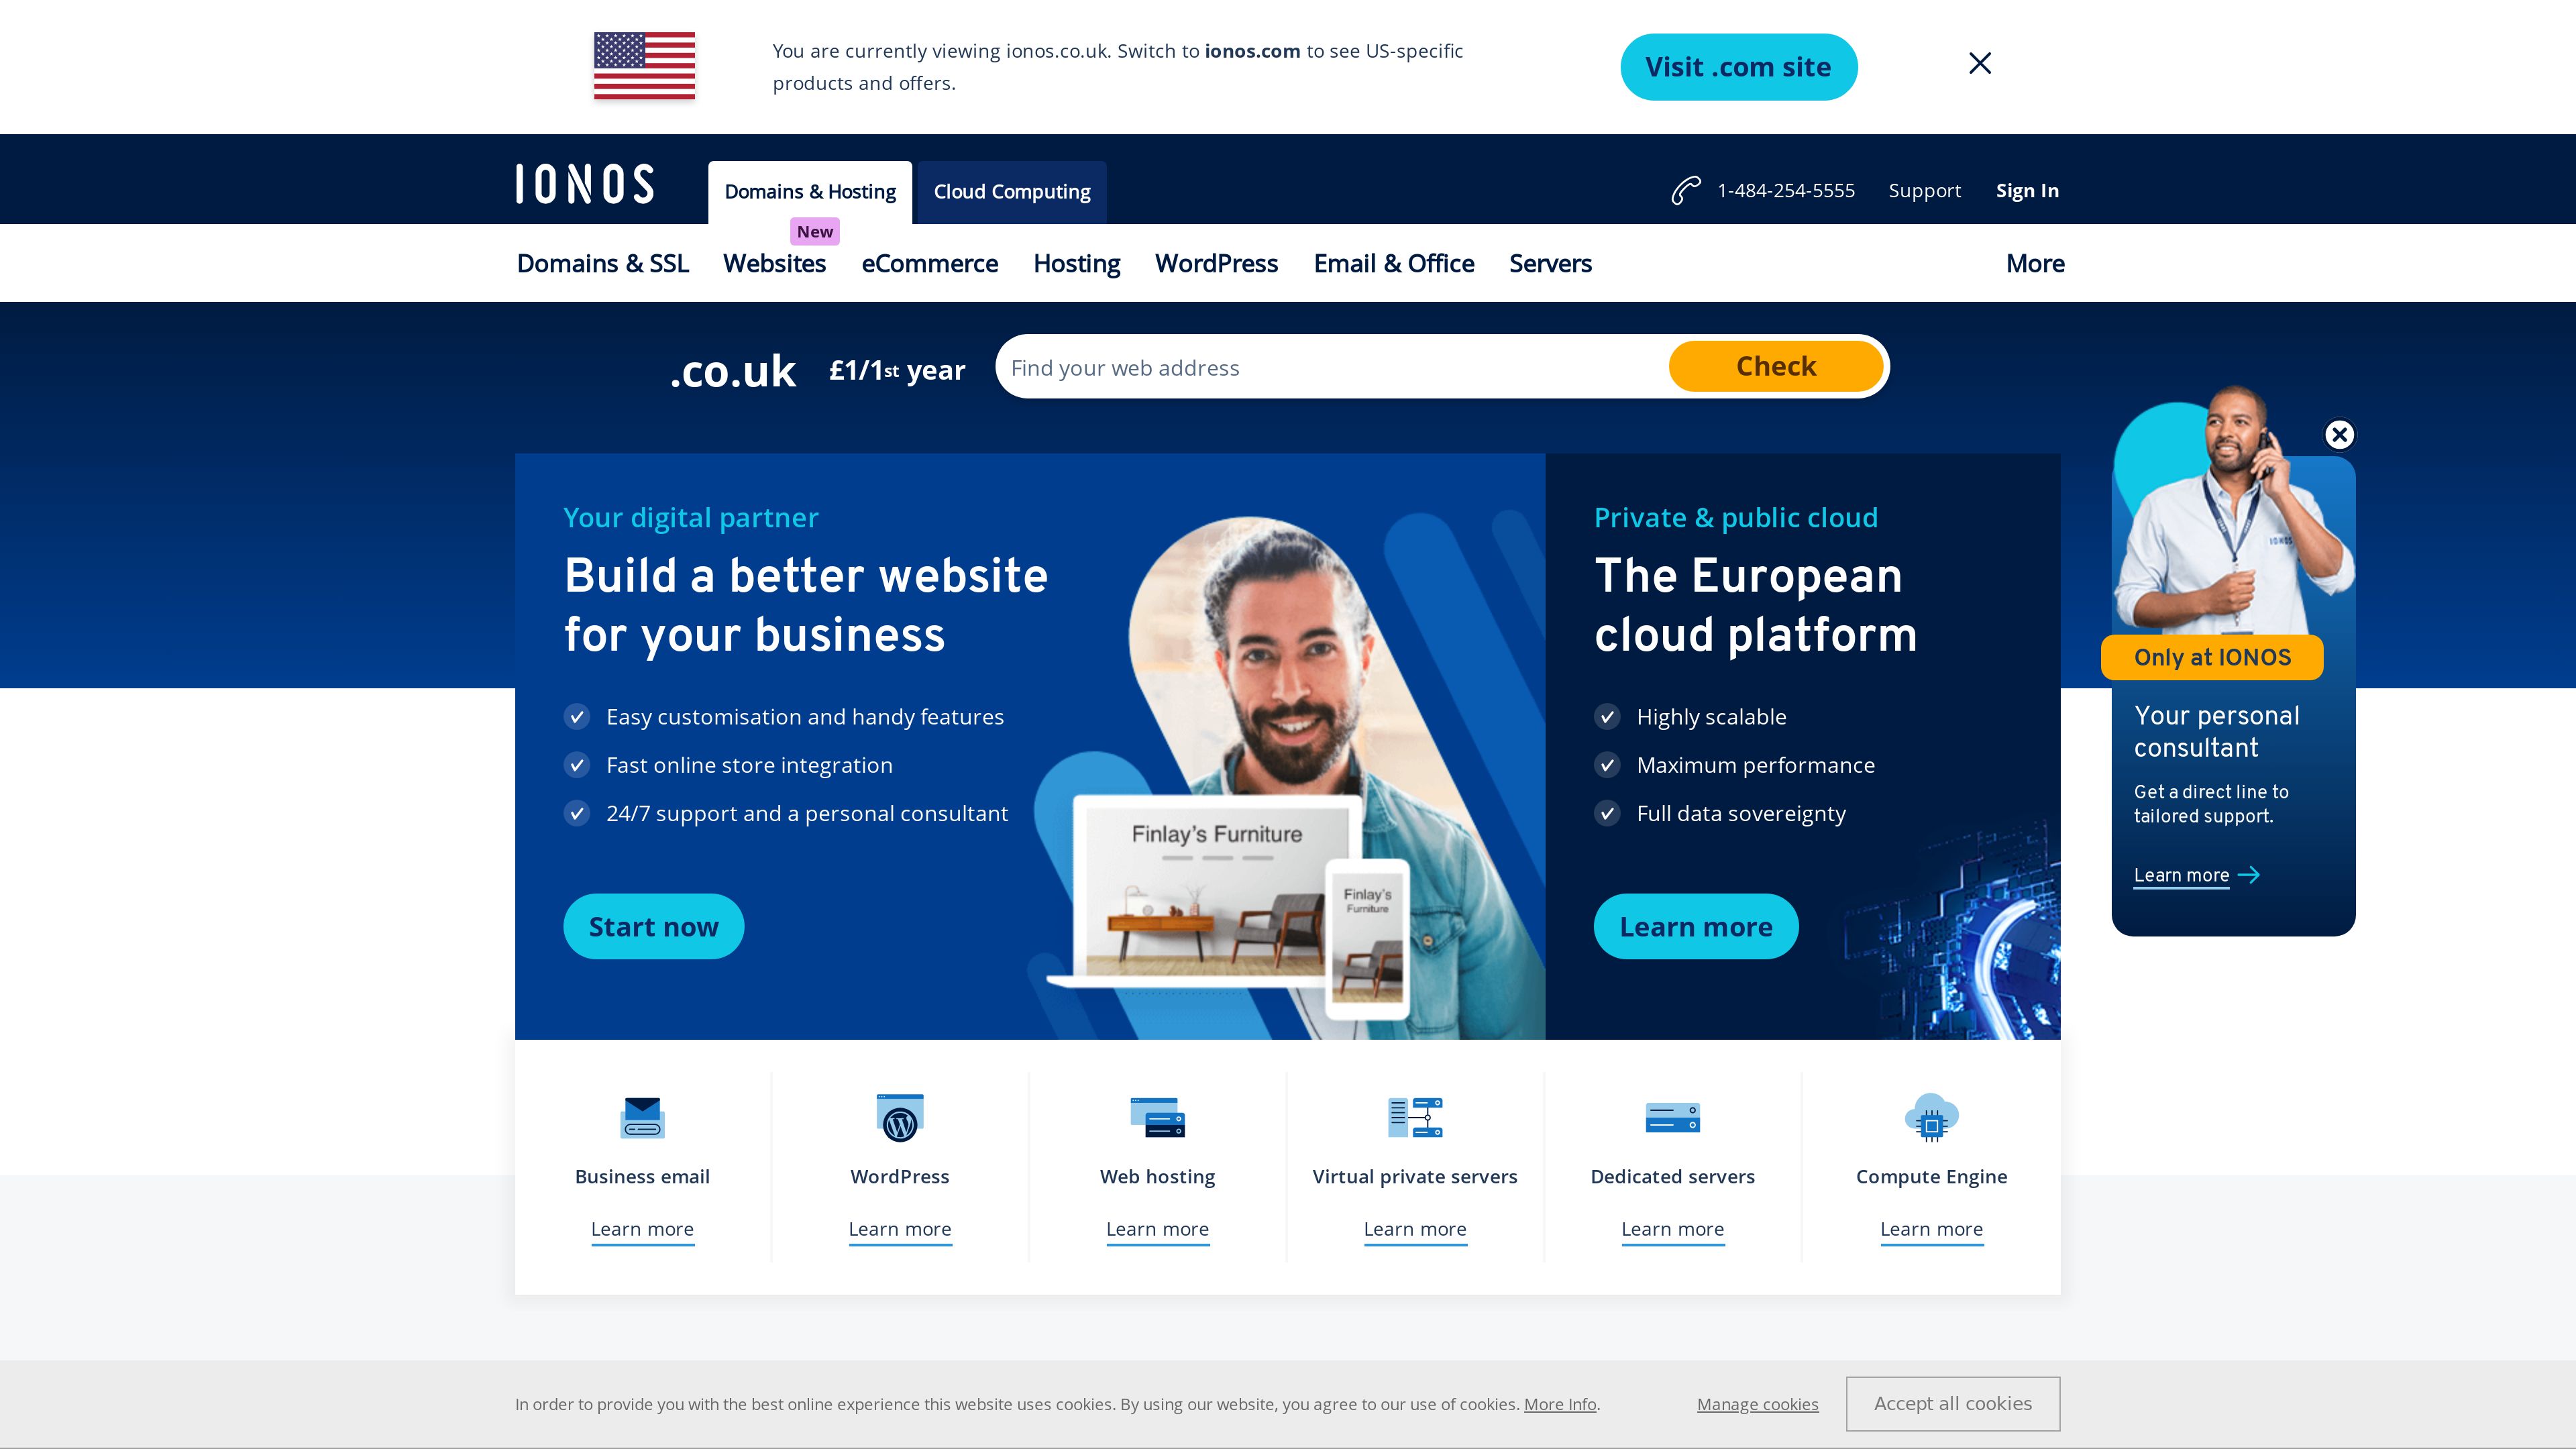 You are currently viewing ionos.co.uk. Switch to ionos.com to see US-specific
products and offers.
Visit .com site
IONOS
Domains & Hosting
Cloud Computing
1-484-254-5555
Support
Sign In
New
Domains & SSL
Websites
eCommerce
Hosting
WordPress
Email & Office
Servers
More
.co.uk
£1/1st year
Find your web address
Check
Your digital partner
Build a better website
for your business
Easy customisation and handy features
Fast online store integration
24/7 support and a personal consultant
Start now
Finlay's Furniture
Finlay's
Furniture
Private & public cloud
The European
cloud platform
Highly scalable
Maximum performance
Full data sovereignty
Learn more
IONOS
Only at IONOS
Your personal
consultant
Get a direct line to
tailored support.
Learn more
Business email
Learn more
WordPress
Learn more
Web hosting
Learn more
Virtual private servers
Learn more
Dedicated servers
Learn more
Compute Engine
Learn more
In order to provide you with the best online experience this website uses cookies. By using our website, you agree to our use of cookies. More Info.
Manage cookies
Accept all cookies